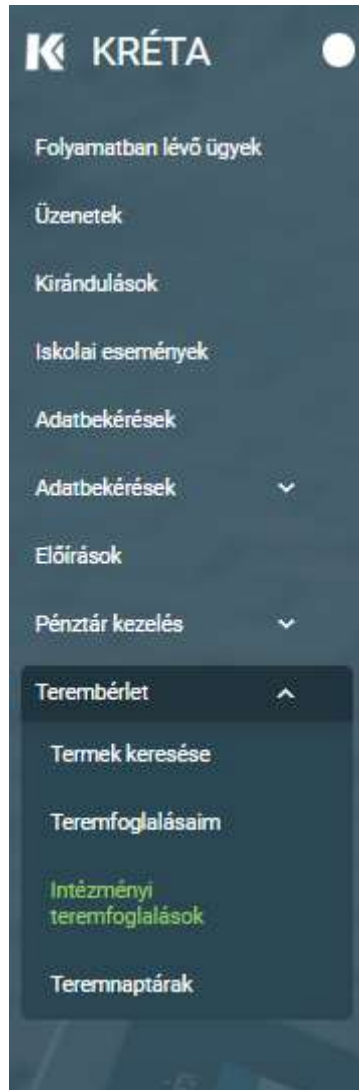 KRÉTA
Folyamatban lévő ügyek
Üzenetek
Kirándulások
Iskolai események
Adatbekérések
Adatbekérések
Előírások
Pénztár kezelés
Terembérlet
Termek keresése
Teremfoglalásaim
Intézményi
teremfoglalások
Teremnaptárak